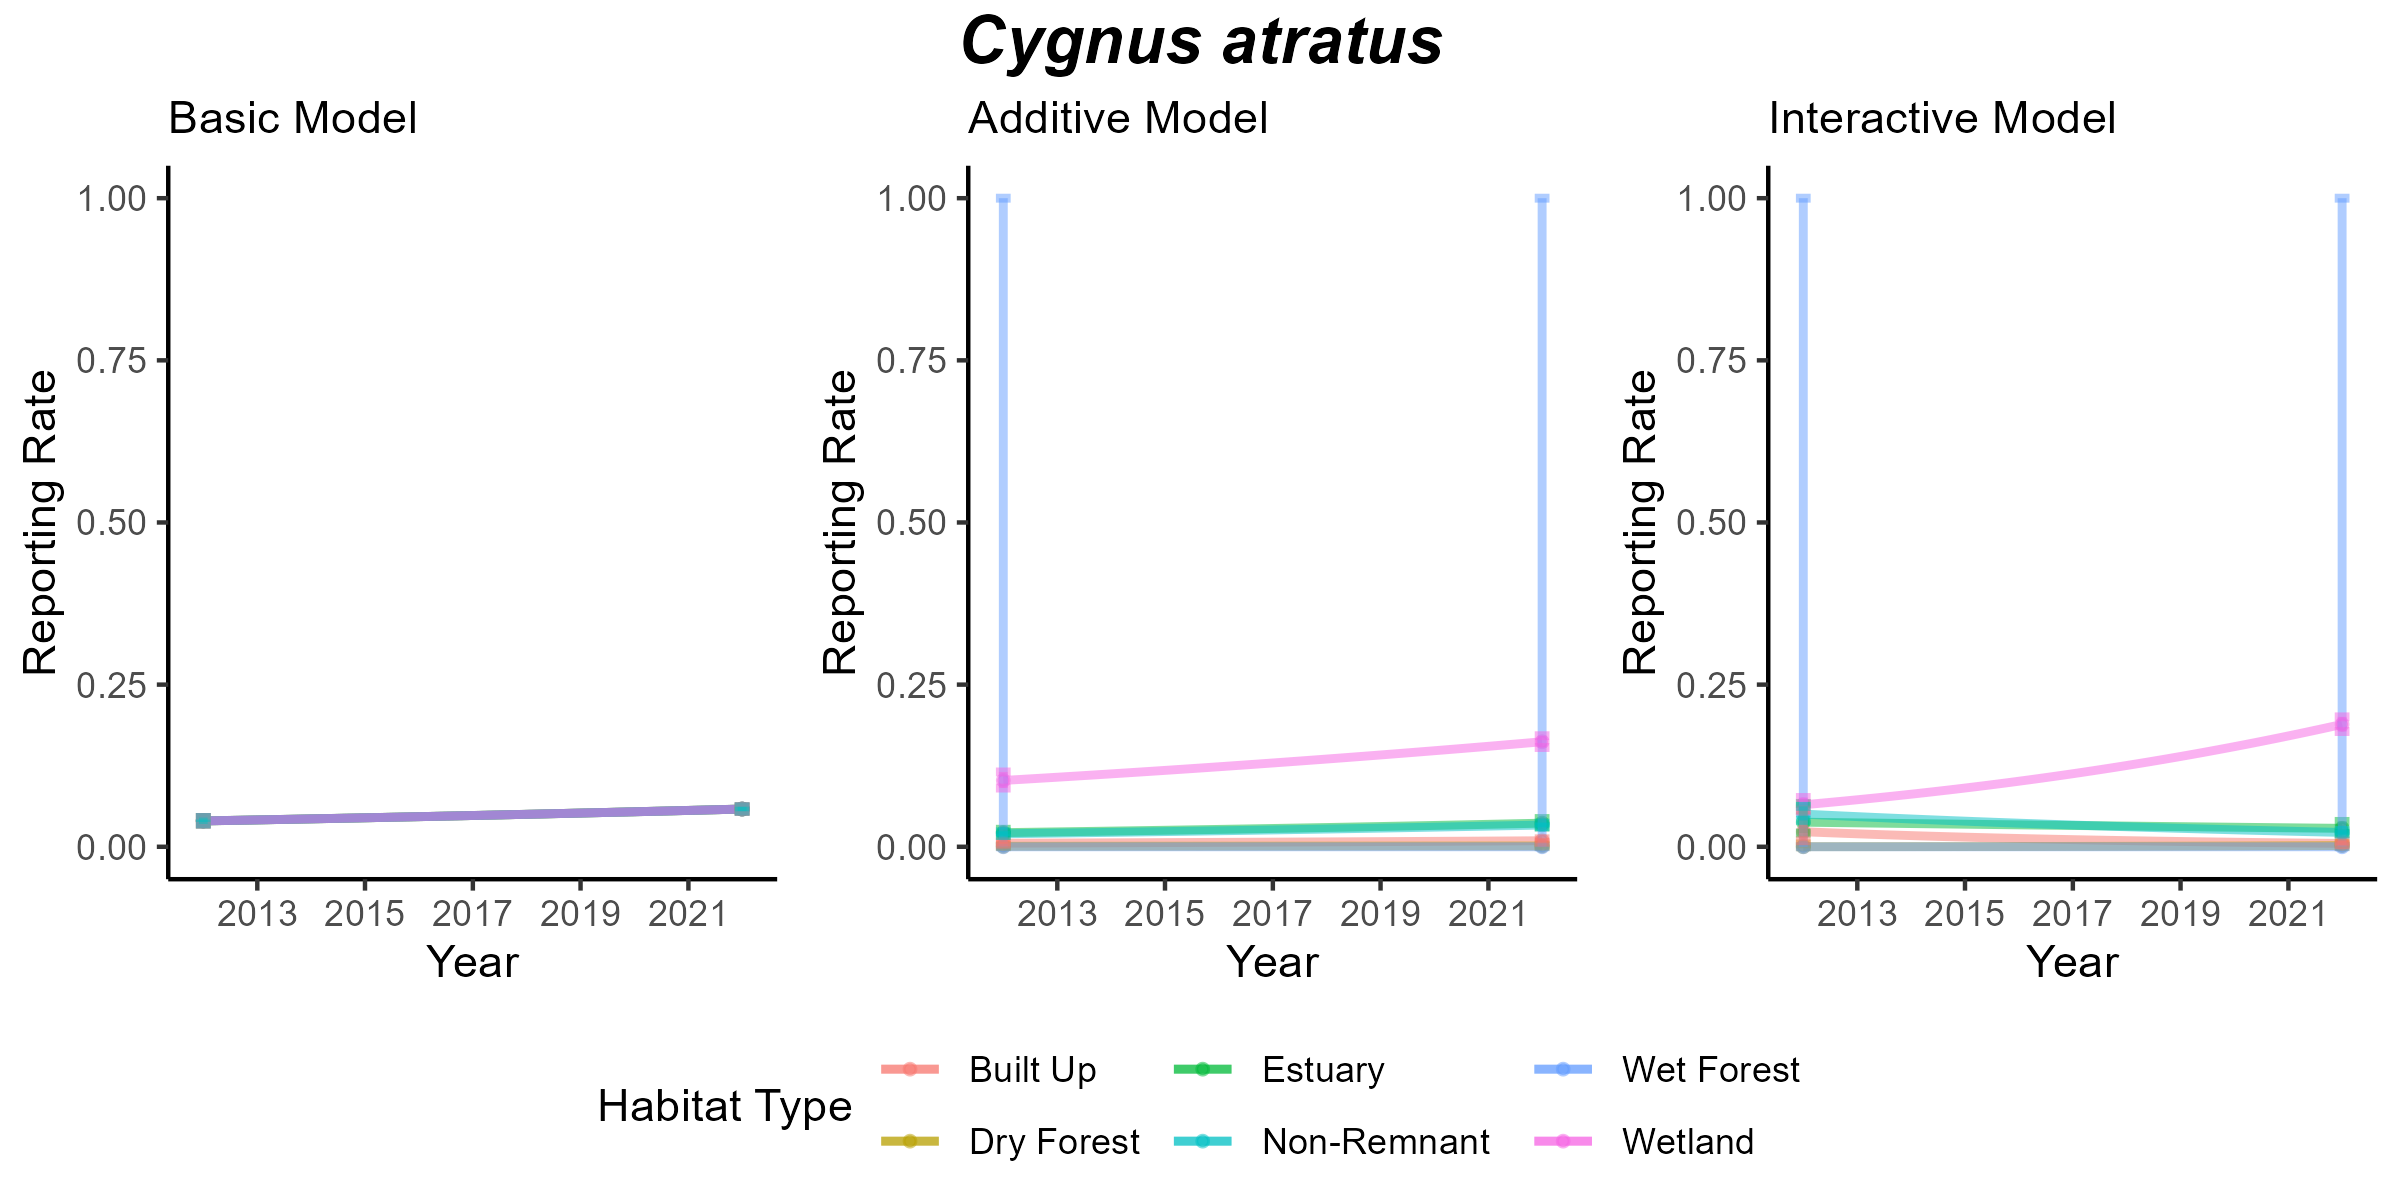 Cygnus atratus
Basic Model
Additive Model
Interactive Model
Reporting Rate
1.00
0.75
0.50
0.25
0.00
2013 2015 2017 2019 2021
Year
Reporting Rate
1.00
0.75
0.50
0.25
0.00
2013 2015 2017 2019 2021
Year
Reporting Rate
1.00
0.75
0.50
0.25
0.00
2013 2015 2017 2019 2021
Year
Habitat Type
Built Up
Dry Forest
Estuary
Non-Remnant
Wet Forest
Wetland